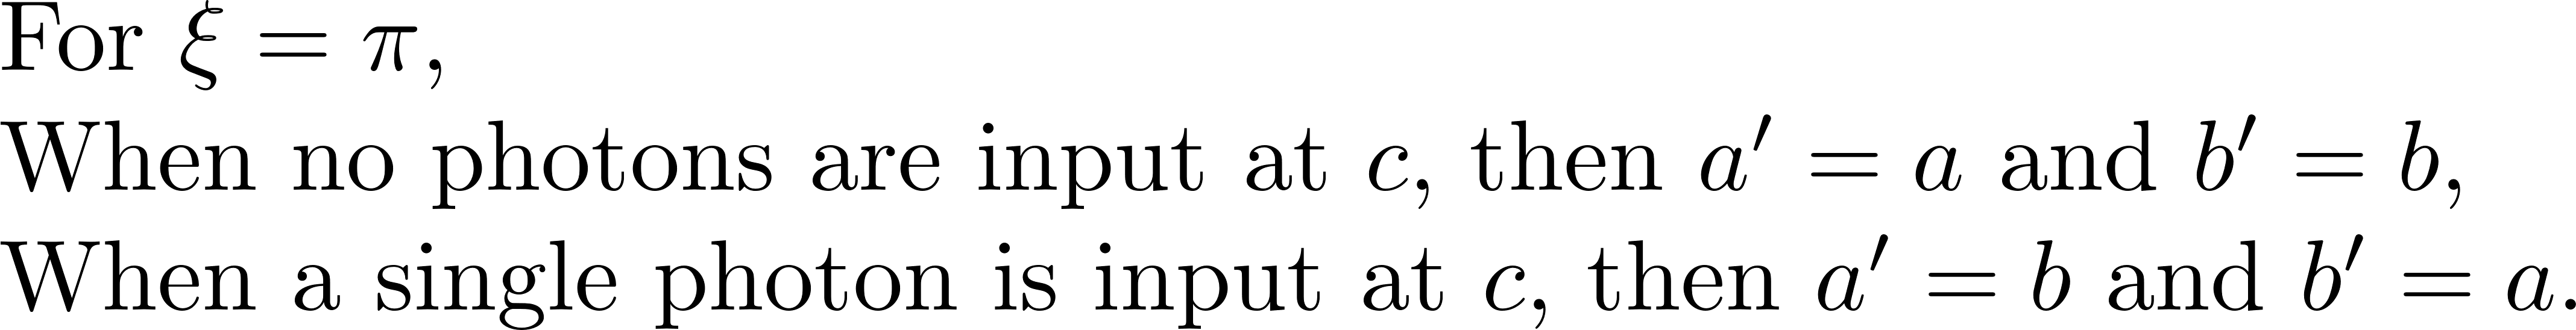 For ξ = π,
When no photons are input at c, then a′ = a and b′ = b,
When a single photon is input at c, then a′ = b and b′ = a.